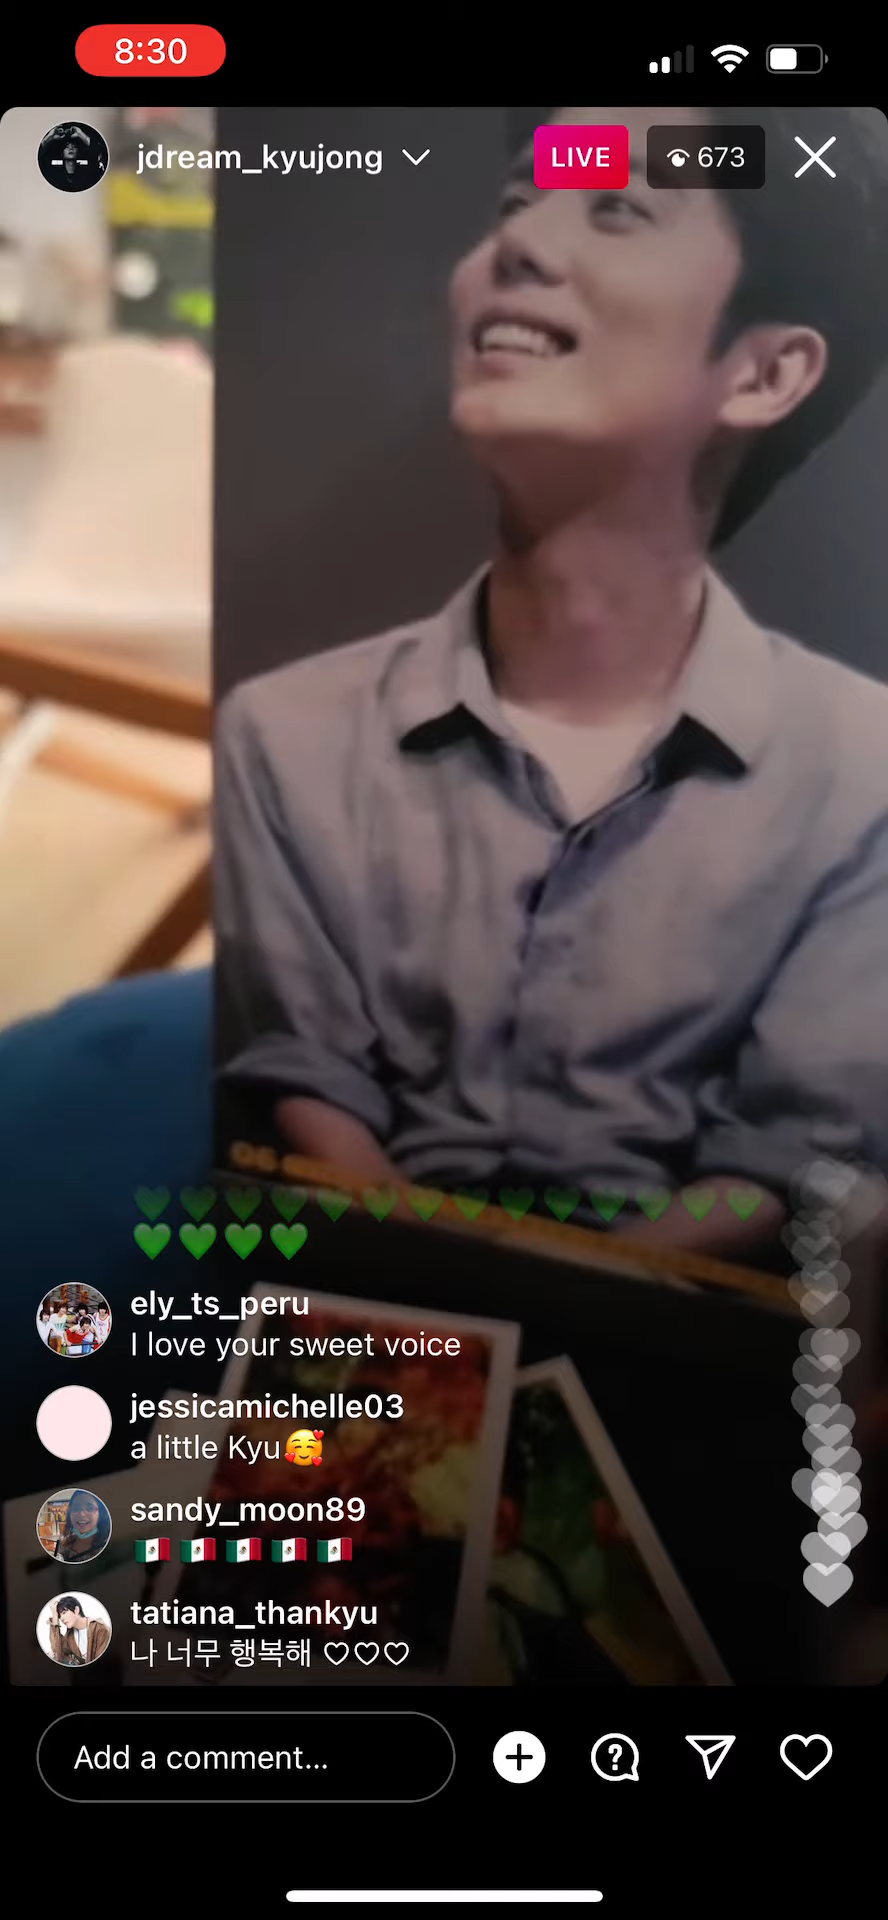 8:30
jdream_kyujong
LIVE
673
💚💚💚💚💚💚💚💚💚💚💚💚💚💚
💚💚💚💚
ely_ts_peru
I love your sweet voice
jessicamichelle03
a little Kyu🥰
sandy_moon89
🇲🇽🇲🇽🇲🇽🇲🇽🇲🇽
tatiana_thankyu
나 너무 행복해 ♡♡♡
Add a comment...